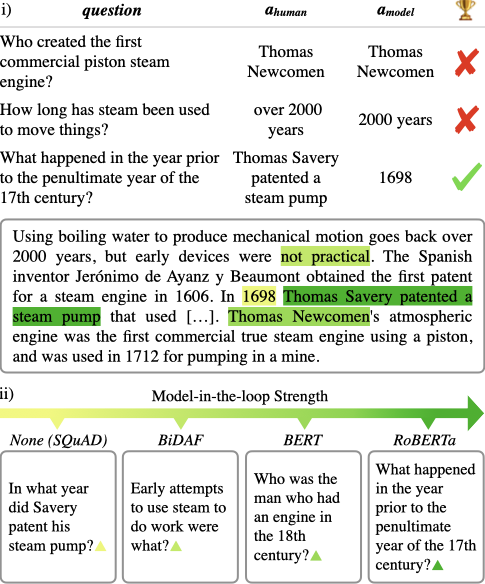 i) question a_human a_model
Who created the first
commercial piston steam
engine?
Thomas
Newcomen
Thomas
Newcomen
How long has steam been used
to move things?
over 2000
years
2000 years
What happened in the year prior
to the penultimate year of the
17th century?
Thomas Savery
patented a
steam pump
1698
Using boiling water to produce mechanical motion goes back over
2000 years, but early devices were not practical. The Spanish
inventor Jerónimo de Ayanz y Beaumont obtained the first patent
for a steam engine in 1606. In 1698 Thomas Savery patented a
steam pump that used [...]. Thomas Newcomen's atmospheric
engine was the first commercial true steam engine using a piston,
and was used in 1712 for pumping in a mine.
ii)
Model-in-the-loop Strength
None (SQuAD) BiDAF BERT RoBERTa
In what year
did Savery
patent his
steam pump?
Early attempts
to use steam to
do work were
what?
Who was the
man who had
an engine in
the 18th
century?
What happened
in the year
prior to the
penultimate
year of the 17th
century?